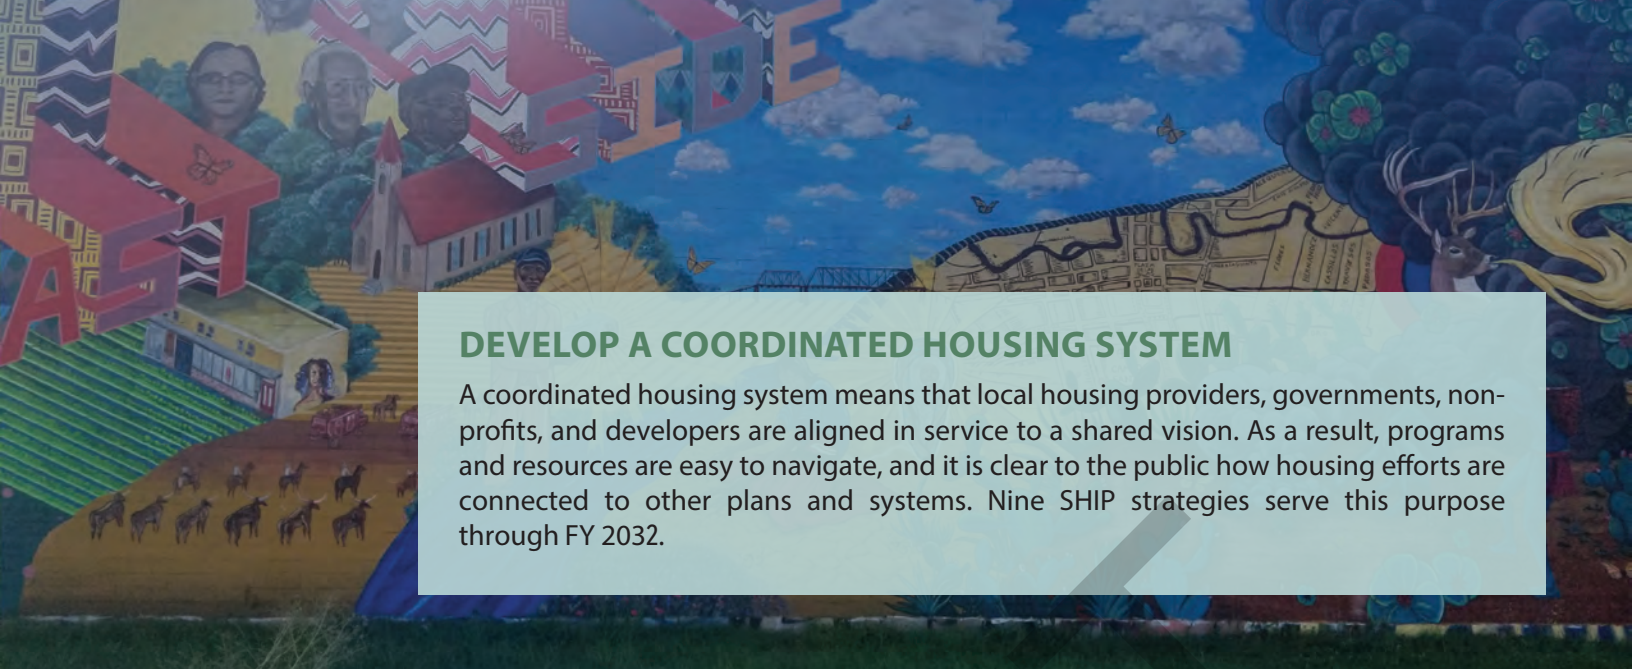 EAST
SIDE
DEVELOP A COORDINATED HOUSING SYSTEM
A coordinated housing system means that local housing providers, governments, non-
profits, and developers are aligned in service to a shared vision. As a result, programs
and resources are easy to navigate, and it is clear to the public how housing efforts are
connected to other plans and systems. Nine SHIP strategies serve this purpose
through FY 2032.